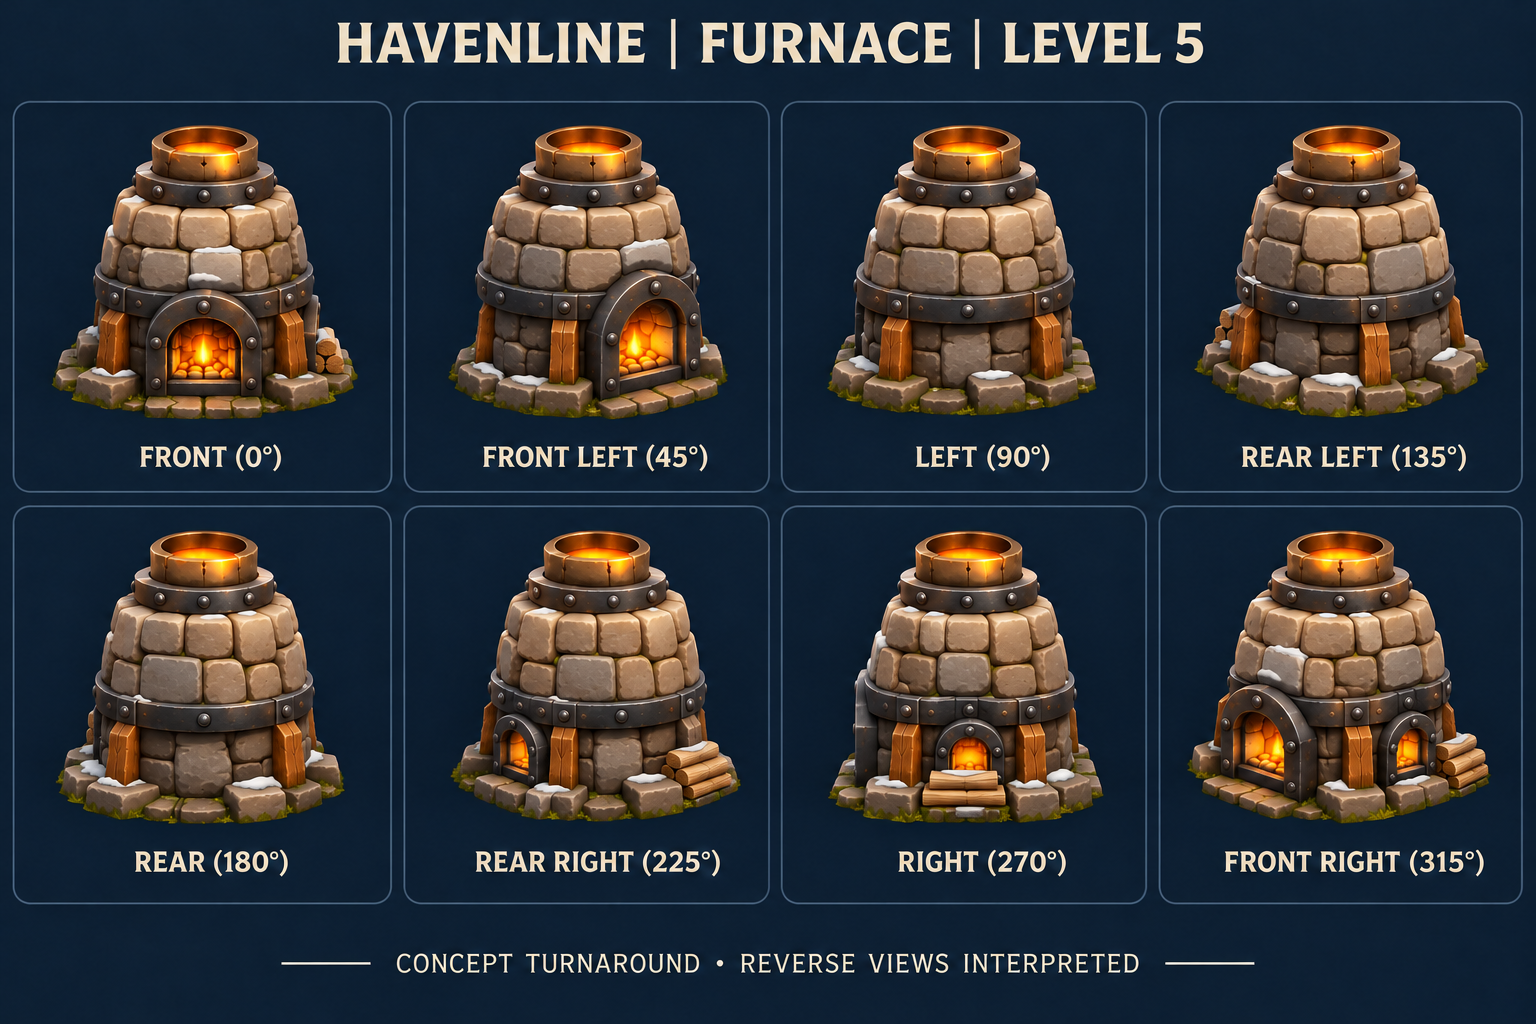 HAVENLINE | FURNACE | LEVEL 5
FRONT (0°)
FRONT LEFT (45°)
LEFT (90°)
REAR LEFT (135°)
REAR (180°)
REAR RIGHT (225°)
RIGHT (270°)
FRONT RIGHT (315°)
CONCEPT TURNAROUND • REVERSE VIEWS INTERPRETED